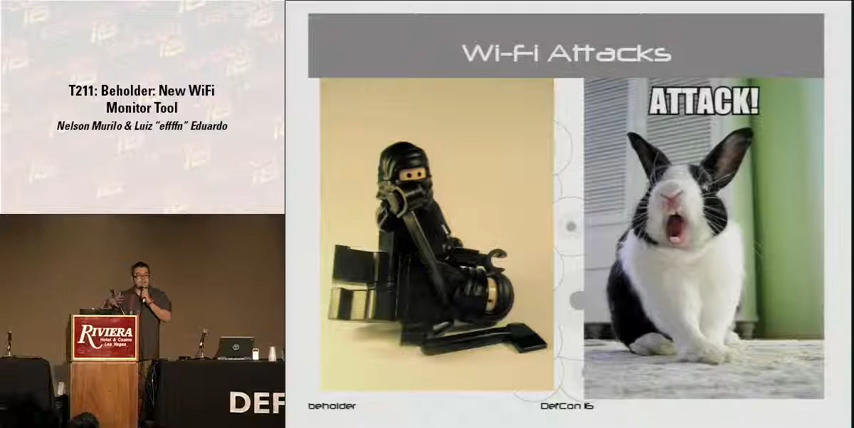 T211: Beholder: New WiFi
Monitor Tool
Nelson Murilo & Luiz "effffn" Eduardo
Wi-Fi Attacks
ATTACK!
RIVIERA
Hotel & Casino
Las Vegas
DEF
beholder
DefCon 16